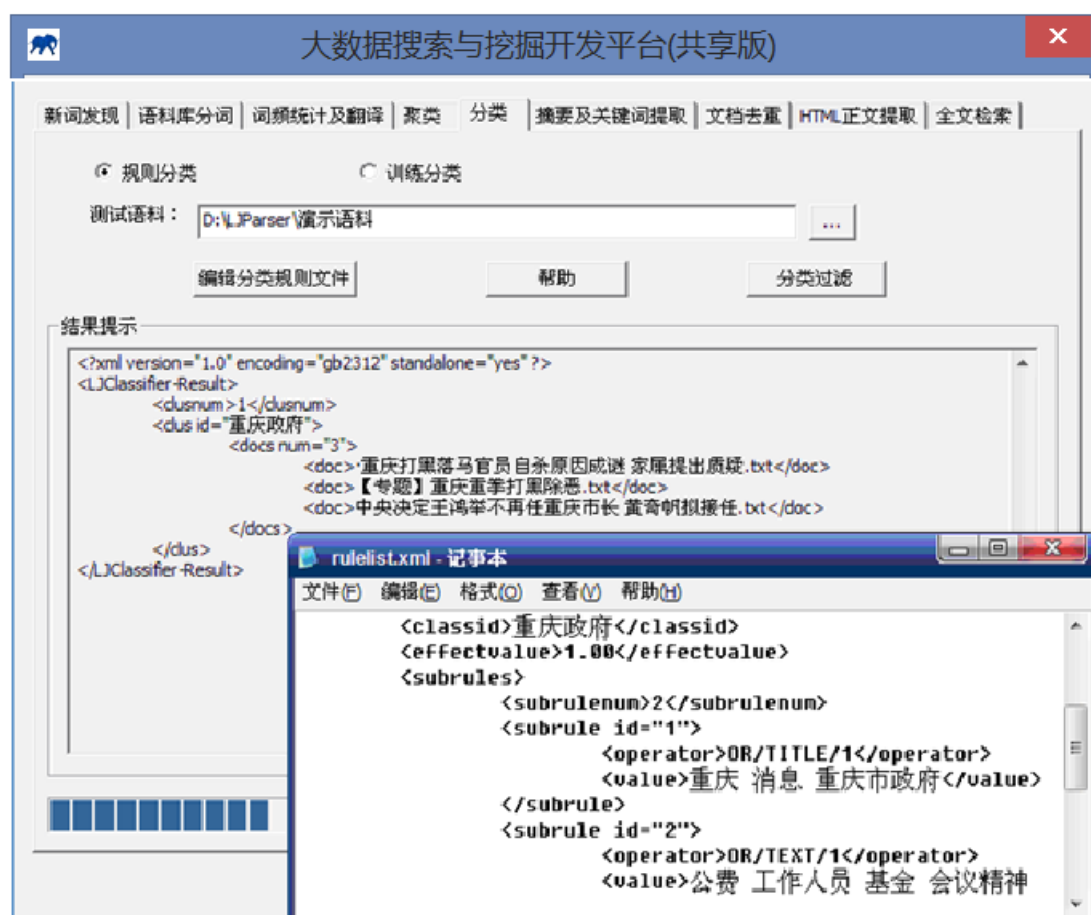 大数据搜索与挖掘开发平台(共享版)
新词发现 语料库分词 词频统计及翻译 聚类 分类 摘要及关键词提取 文档去重 HTML正文提取 全文检索
规则分类 训练分类
测试语料： D:\LJParser\演示语料 ...
编辑分类规则文件 帮助 分类过滤
结果提示
<?xml version="1.0" encoding="gb2312" standalone="yes" ?>
<LJClassifier-Result>
<clusnum>1</clusnum>
<clus id="重庆政府">
<docs num="3">
<doc>·重庆打黑落马官员自杀原因成谜 家属提出质疑.txt</doc>
<doc>【专题】重庆重拳打黑除恶.txt</doc>
<doc>中央决定王鸿举不再任重庆市长 黄奇帆拟接任.txt</doc>
</docs>
</clus>
</LJClassifier-Result>
rulelist.xml - 记事本
文件(F) 编辑(E) 格式(O) 查看(V) 帮助(H)
<classid>重庆政府</classid>
<effectvalue>1.00</effectvalue>
<subrules>
<subrulenum>2</subrulenum>
<subrule id="1">
<operator>OR/TITLE/1</operator>
<value>重庆 消息 重庆市政府</value>
</subrule>
<subrule id="2">
<operator>OR/TEXT/1</operator>
<value>公费 工作人员 基金 会议精神